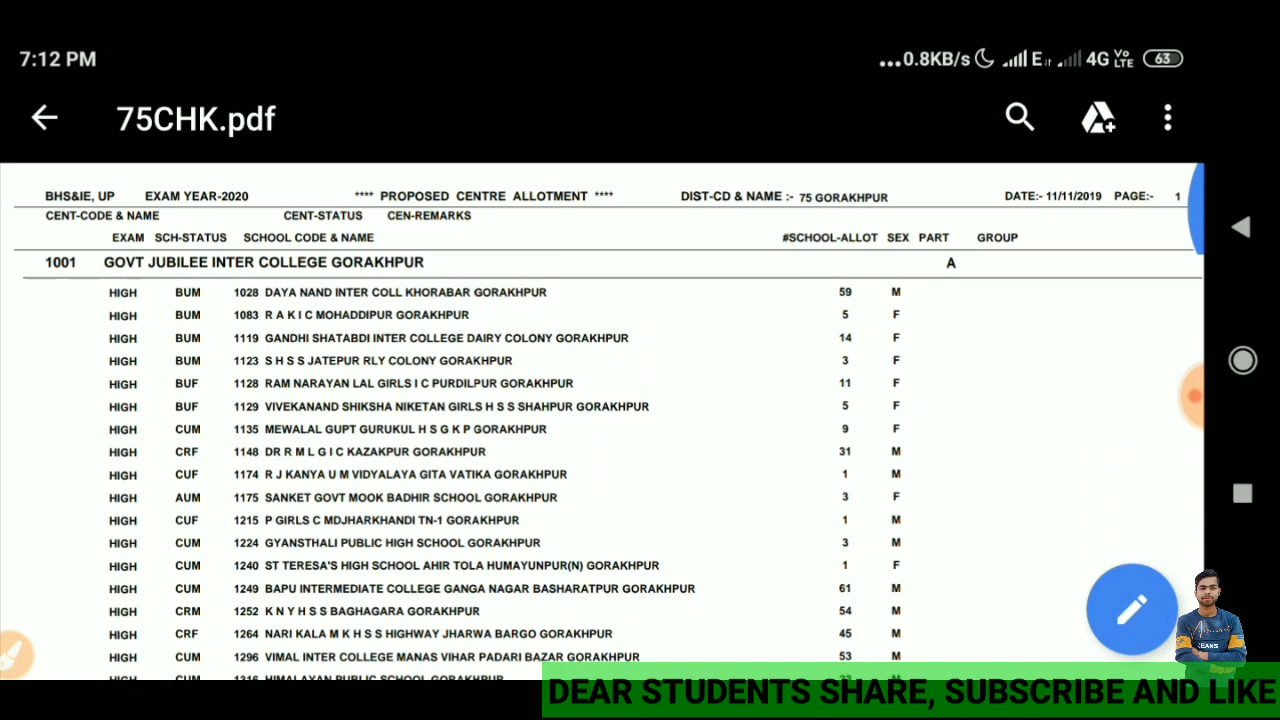 7:12 PM ...0.8KB/s E 4G Vo LTE 63
75CHK.pdf
BHS&IE, UP EXAM YEAR-2020 **** PROPOSED CENTRE ALLOTMENT **** DIST-CD & NAME :- 75 GORAKHPUR DATE:- 11/11/2019 PAGE:- 1
CENT-CODE & NAME CENT-STATUS CEN-REMARKS
EXAM SCH-STATUS SCHOOL CODE & NAME #SCHOOL-ALLOT SEX PART GROUP
1001 GOVT JUBILEE INTER COLLEGE GORAKHPUR A
HIGH BUM 1028 DAYA NAND INTER COLL KHORABAR GORAKHPUR 59 M
HIGH BUM 1083 R A K I C MOHADDIPUR GORAKHPUR 5 F
HIGH BUM 1119 GANDHI SHATABDI INTER COLLEGE DAIRY COLONY GORAKHPUR 14 F
HIGH BUM 1123 S H S S JATEPUR RLY COLONY GORAKHPUR 3 F
HIGH BUF 1128 RAM NARAYAN LAL GIRLS I C PURDILPUR GORAKHPUR 11 F
HIGH BUF 1129 VIVEKANAND SHIKSHA NIKETAN GIRLS H S S SHAHPUR GORAKHPUR 5 F
HIGH CUM 1135 MEWALAL GUPT GURUKUL H S G K P GORAKHPUR 9 F
HIGH CRF 1148 DR R M L G I C KAZAKPUR GORAKHPUR 31 M
HIGH CUF 1174 R J KANYA U M VIDYALAYA GITA VATIKA GORAKHPUR 1 M
HIGH AUM 1175 SANKET GOVT MOOK BADHIR SCHOOL GORAKHPUR 3 F
HIGH CUF 1215 P GIRLS C MDJHARKHANDI TN-1 GORAKHPUR 1 M
HIGH CUM 1224 GYANSTHALI PUBLIC HIGH SCHOOL GORAKHPUR 3 M
HIGH CUM 1240 ST TERESA'S HIGH SCHOOL AHIR TOLA HUMAYUNPUR(N) GORAKHPUR 1 F
HIGH CUM 1249 BAPU INTERMEDIATE COLLEGE GANGA NAGAR BASHARATPUR GORAKHPUR 61 M
HIGH CRM 1252 K N Y H S S BAGHAGARA GORAKHPUR 54 M
HIGH CRF 1264 NARI KALA M K H S S HIGHWAY JHARWA BARGO GORAKHPUR 45 M
HIGH CUM 1296 VIMAL INTER COLLEGE MANAS VIHAR PADARI BAZAR GORAKHPUR 53 M
HIGH CUM 1316 HIMALAYAN PUBLIC SCHOOL GORAKHPUR
DEAR STUDENTS SHARE, SUBSCRIBE AND LIKE